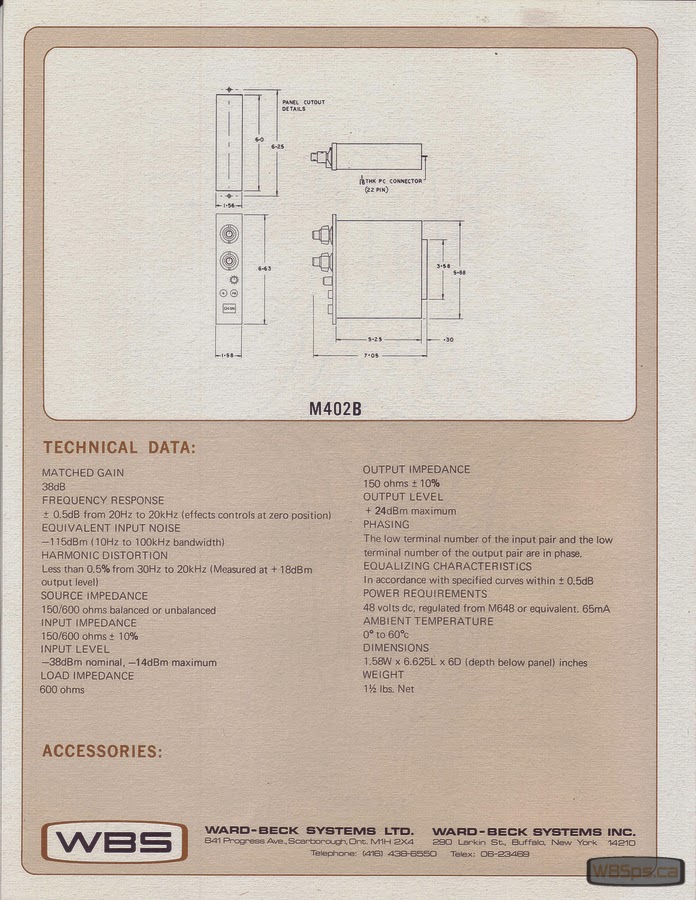 PANEL CUTOUT
DETAILS
6·0
6·25
1·56
1/8 THK PC CONNECTOR
(22 PIN)
6·63
1·58
3·58
5·88
5·25
·30
7·05
M402B
TECHNICAL DATA:
MATCHED GAIN
38dB
FREQUENCY RESPONSE
± 0.5dB from 20Hz to 20kHz (effects controls at zero position)
EQUIVALENT INPUT NOISE
−115dBm (10Hz to 100kHz bandwidth)
HARMONIC DISTORTION
Less than 0.5% from 30Hz to 20kHz (Measured at + 18dBm
output level)
SOURCE IMPEDANCE
150/600 ohms balanced or unbalanced
INPUT IMPEDANCE
150/600 ohms ± 10%
INPUT LEVEL
−38dBm nominal, −14dBm maximum
LOAD IMPEDANCE
600 ohms
OUTPUT IMPEDANCE
150 ohms ± 10%
OUTPUT LEVEL
+ 24dBm maximum
PHASING
The low terminal number of the input pair and the low
terminal number of the output pair are in phase.
EQUALIZING CHARACTERISTICS
In accordance with specified curves within ± 0.5dB
POWER REQUIREMENTS
48 volts dc, regulated from M648 or equivalent. 65mA
AMBIENT TEMPERATURE
0° to 60°c
DIMENSIONS
1.58W x 6.625L x 6D (depth below panel) inches
WEIGHT
1½ lbs. Net
ACCESSORIES:
WBS
WARD-BECK SYSTEMS LTD.
841 Progress Ave., Scarborough, Ont. M1H 2X4
WARD-BECK SYSTEMS INC.
290 Larkin St., Buffalo, New York 14210
Telephone: (416) 438-6550 Telex: 06-23469
WBSps.ca